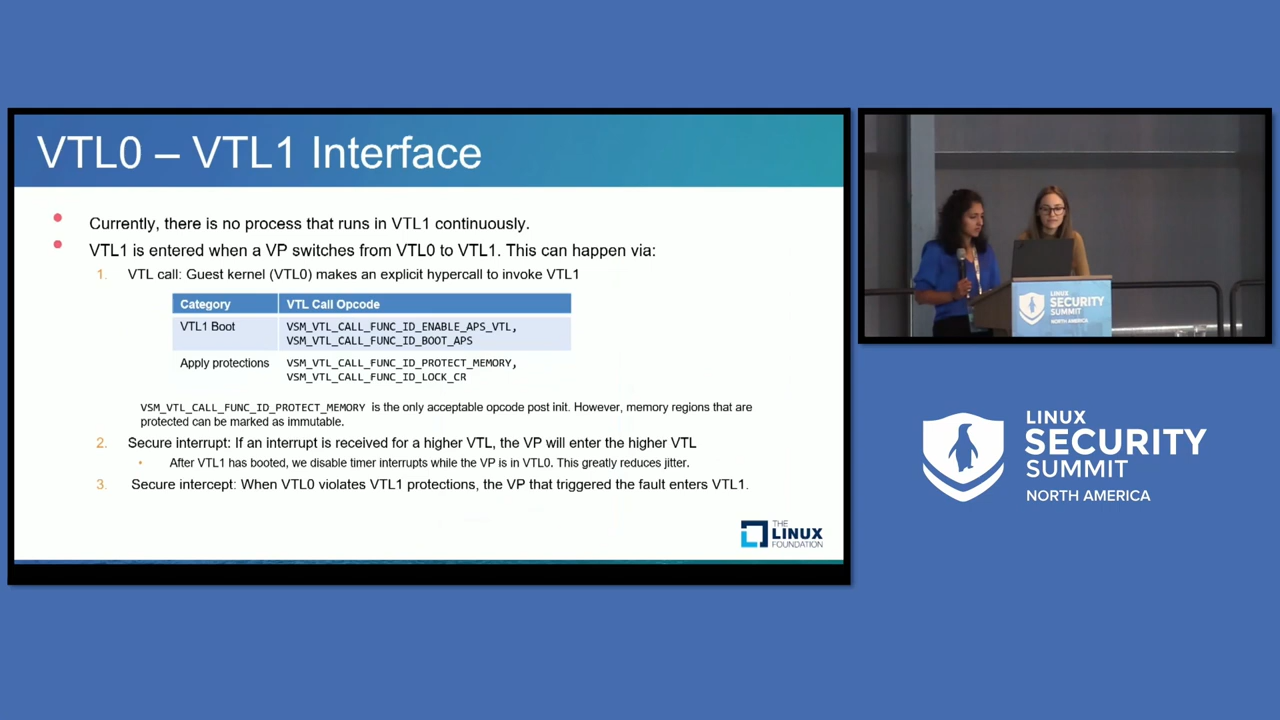 VTL0 – VTL1 Interface
Currently, there is no process that runs in VTL1 continuously.
VTL1 is entered when a VP switches from VTL0 to VTL1. This can happen via:
1. VTL call: Guest kernel (VTL0) makes an explicit hypercall to invoke VTL1
Category VTL Call Opcode
VTL1 Boot VSM_VTL_CALL_FUNC_ID_ENABLE_APS_VTL,
VSM_VTL_CALL_FUNC_ID_BOOT_APS
Apply protections VSM_VTL_CALL_FUNC_ID_PROTECT_MEMORY,
VSM_VTL_CALL_FUNC_ID_LOCK_CR
VSM_VTL_CALL_FUNC_ID_PROTECT_MEMORY is the only acceptable opcode post init. However, memory regions that are
protected can be marked as immutable.
2. Secure interrupt: If an interrupt is received for a higher VTL, the VP will enter the higher VTL
After VTL1 has booted, we disable timer interrupts while the VP is in VTL0. This greatly reduces jitter.
3. Secure intercept: When VTL0 violates VTL1 protections, the VP that triggered the fault enters VTL1.
THE
LINUX
FOUNDATION
LINUX
SECURITY
SUMMIT
NORTH AMERICA
LINUX
SECURITY
SUMMIT
NORTH AMERICA